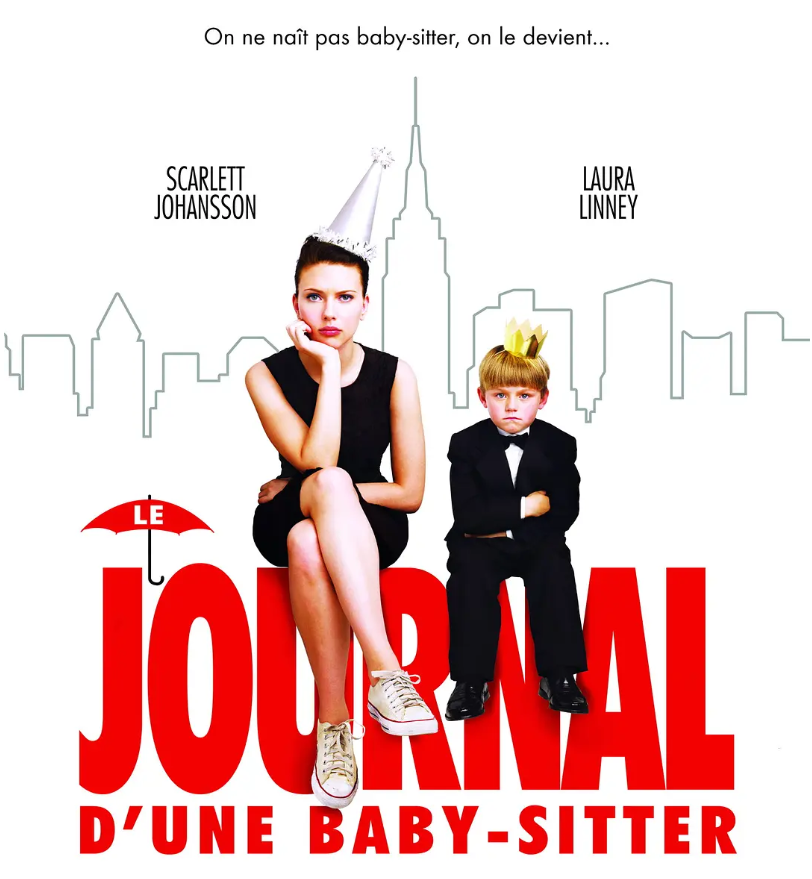 On ne naît pas baby-sitter, on le devient...
SCARLETT
JOHANSSON
LAURA
LINNEY
LE
JOURNAL
D'UNE BABY-SITTER